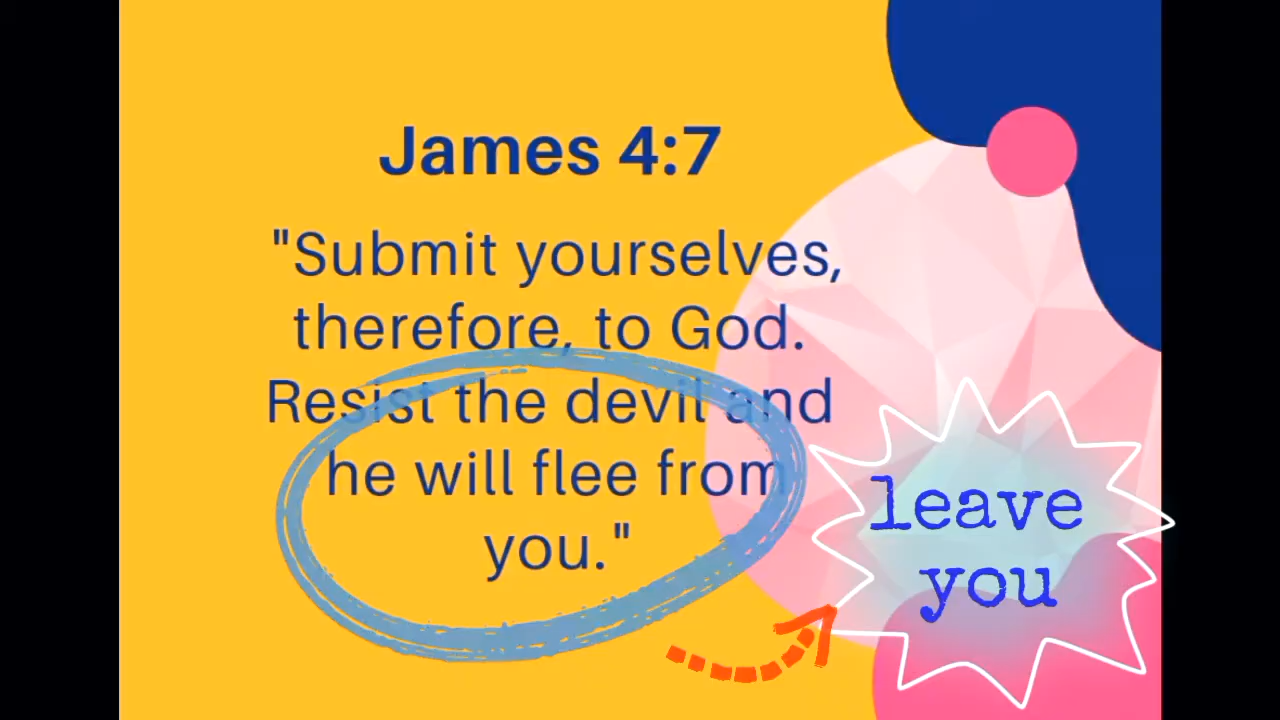 James 4:7
"Submit yourselves,
therefore, to God.
Resist the devil and
he will flee from
you."
leave
you